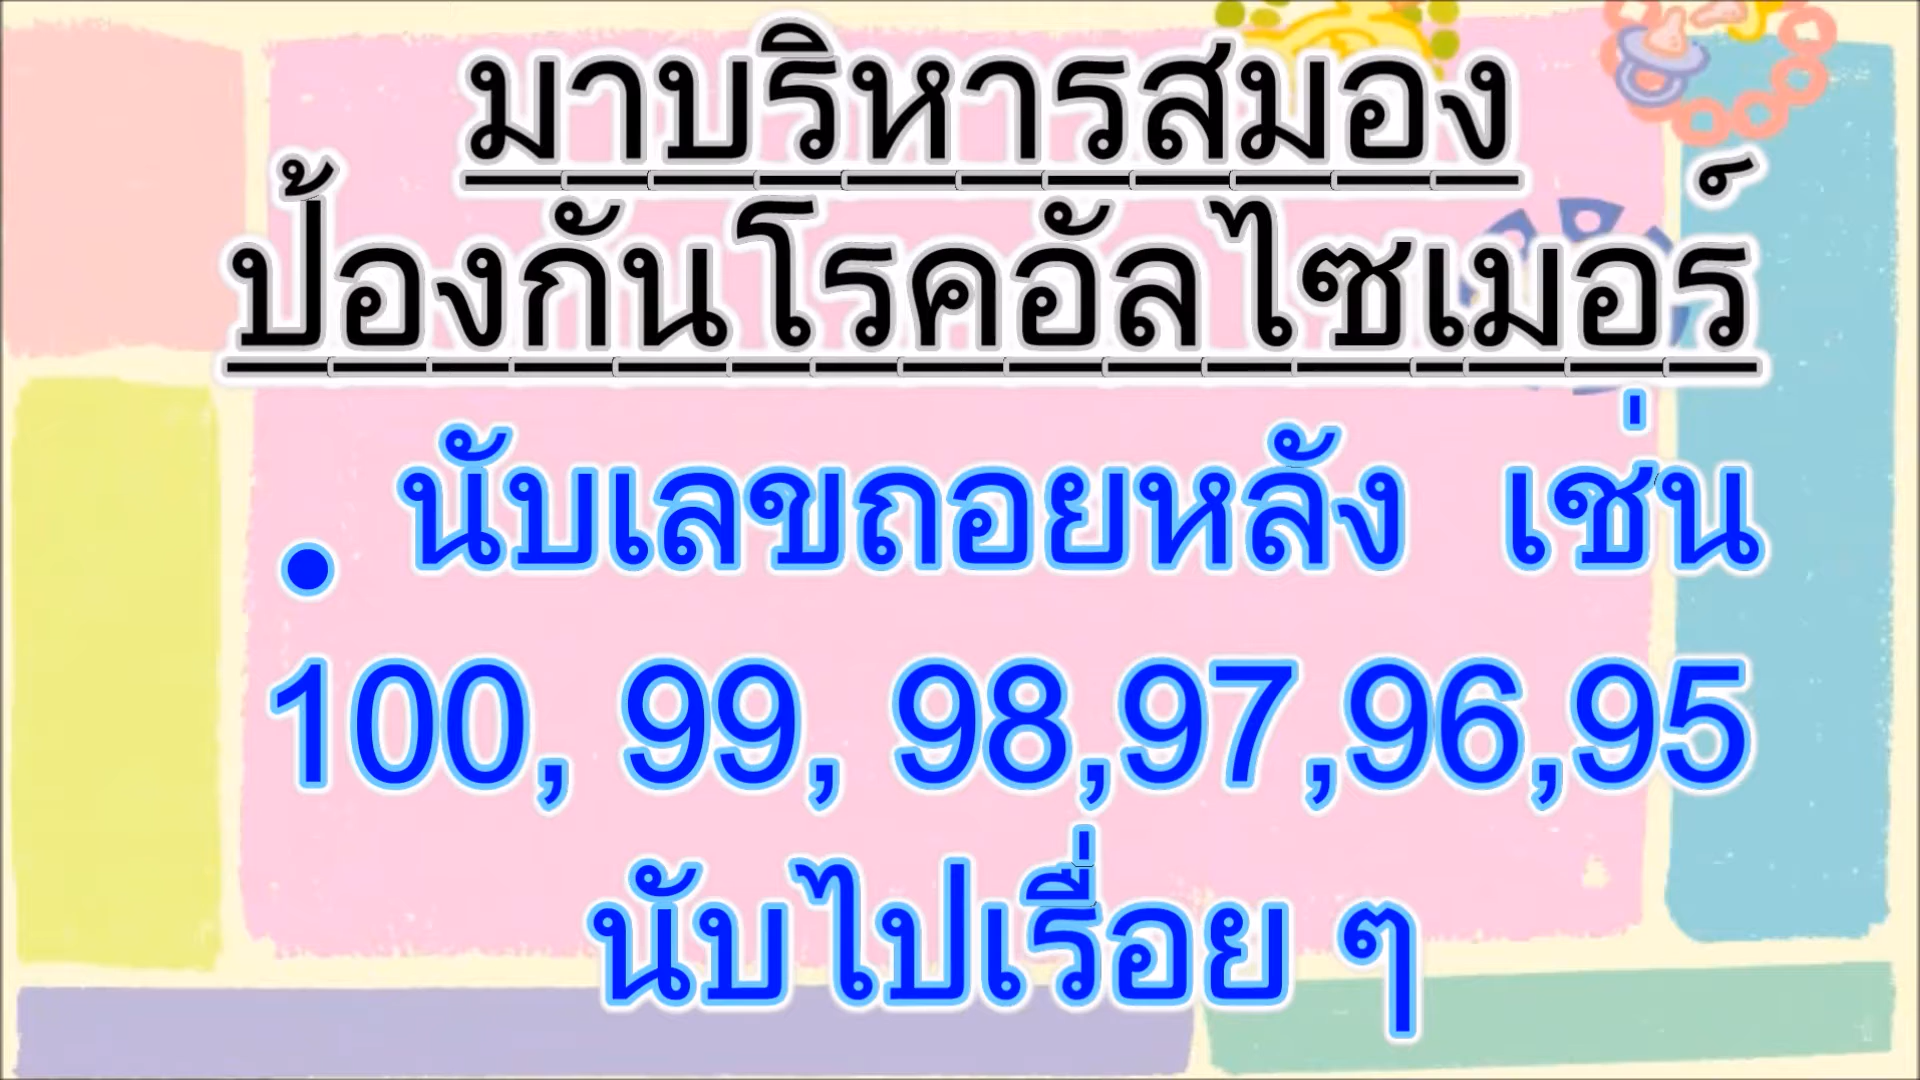 มาบริหารสมอง
ป้องกันโรคอัลไซเมอร์
. นับเลขถอยหลัง เช่น
100, 99, 98,97,96,95
นับไปเรื่อย ๆ